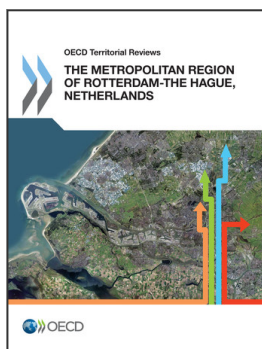 OECD Territorial Reviews
THE METROPOLITAN REGION
OF ROTTERDAM-THE HAGUE,
NETHERLANDS
OECD